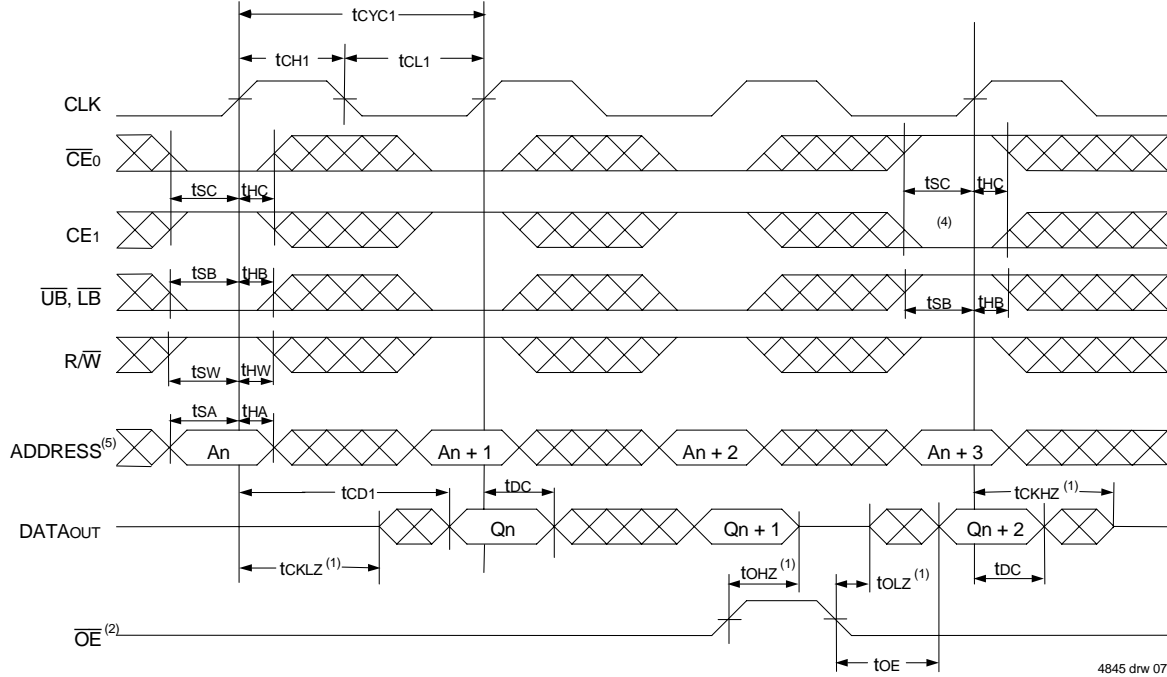 tCYC1
tCH1
tCL1
CLK
CE0
tSC
tHC
tSC
tHC
CE1
(4)
tSB
tHB
UB, LB
tSB
tHB
R/W
tSW
tHW
tSA
tHA
ADDRESS(5)
An
An + 1
An + 2
An + 3
tCD1
tDC
tCKHZ (1)
DATAOUT
Qn
Qn + 1
Qn + 2
tCKLZ (1)
tOHZ (1)
tOLZ (1)
tDC
OE (2)
tOE
4845 drw 07